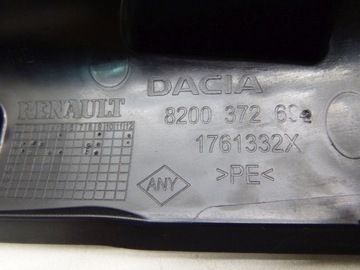 DACIA
RENAULT
8200 372 69
1761332X
ANY
>PE<